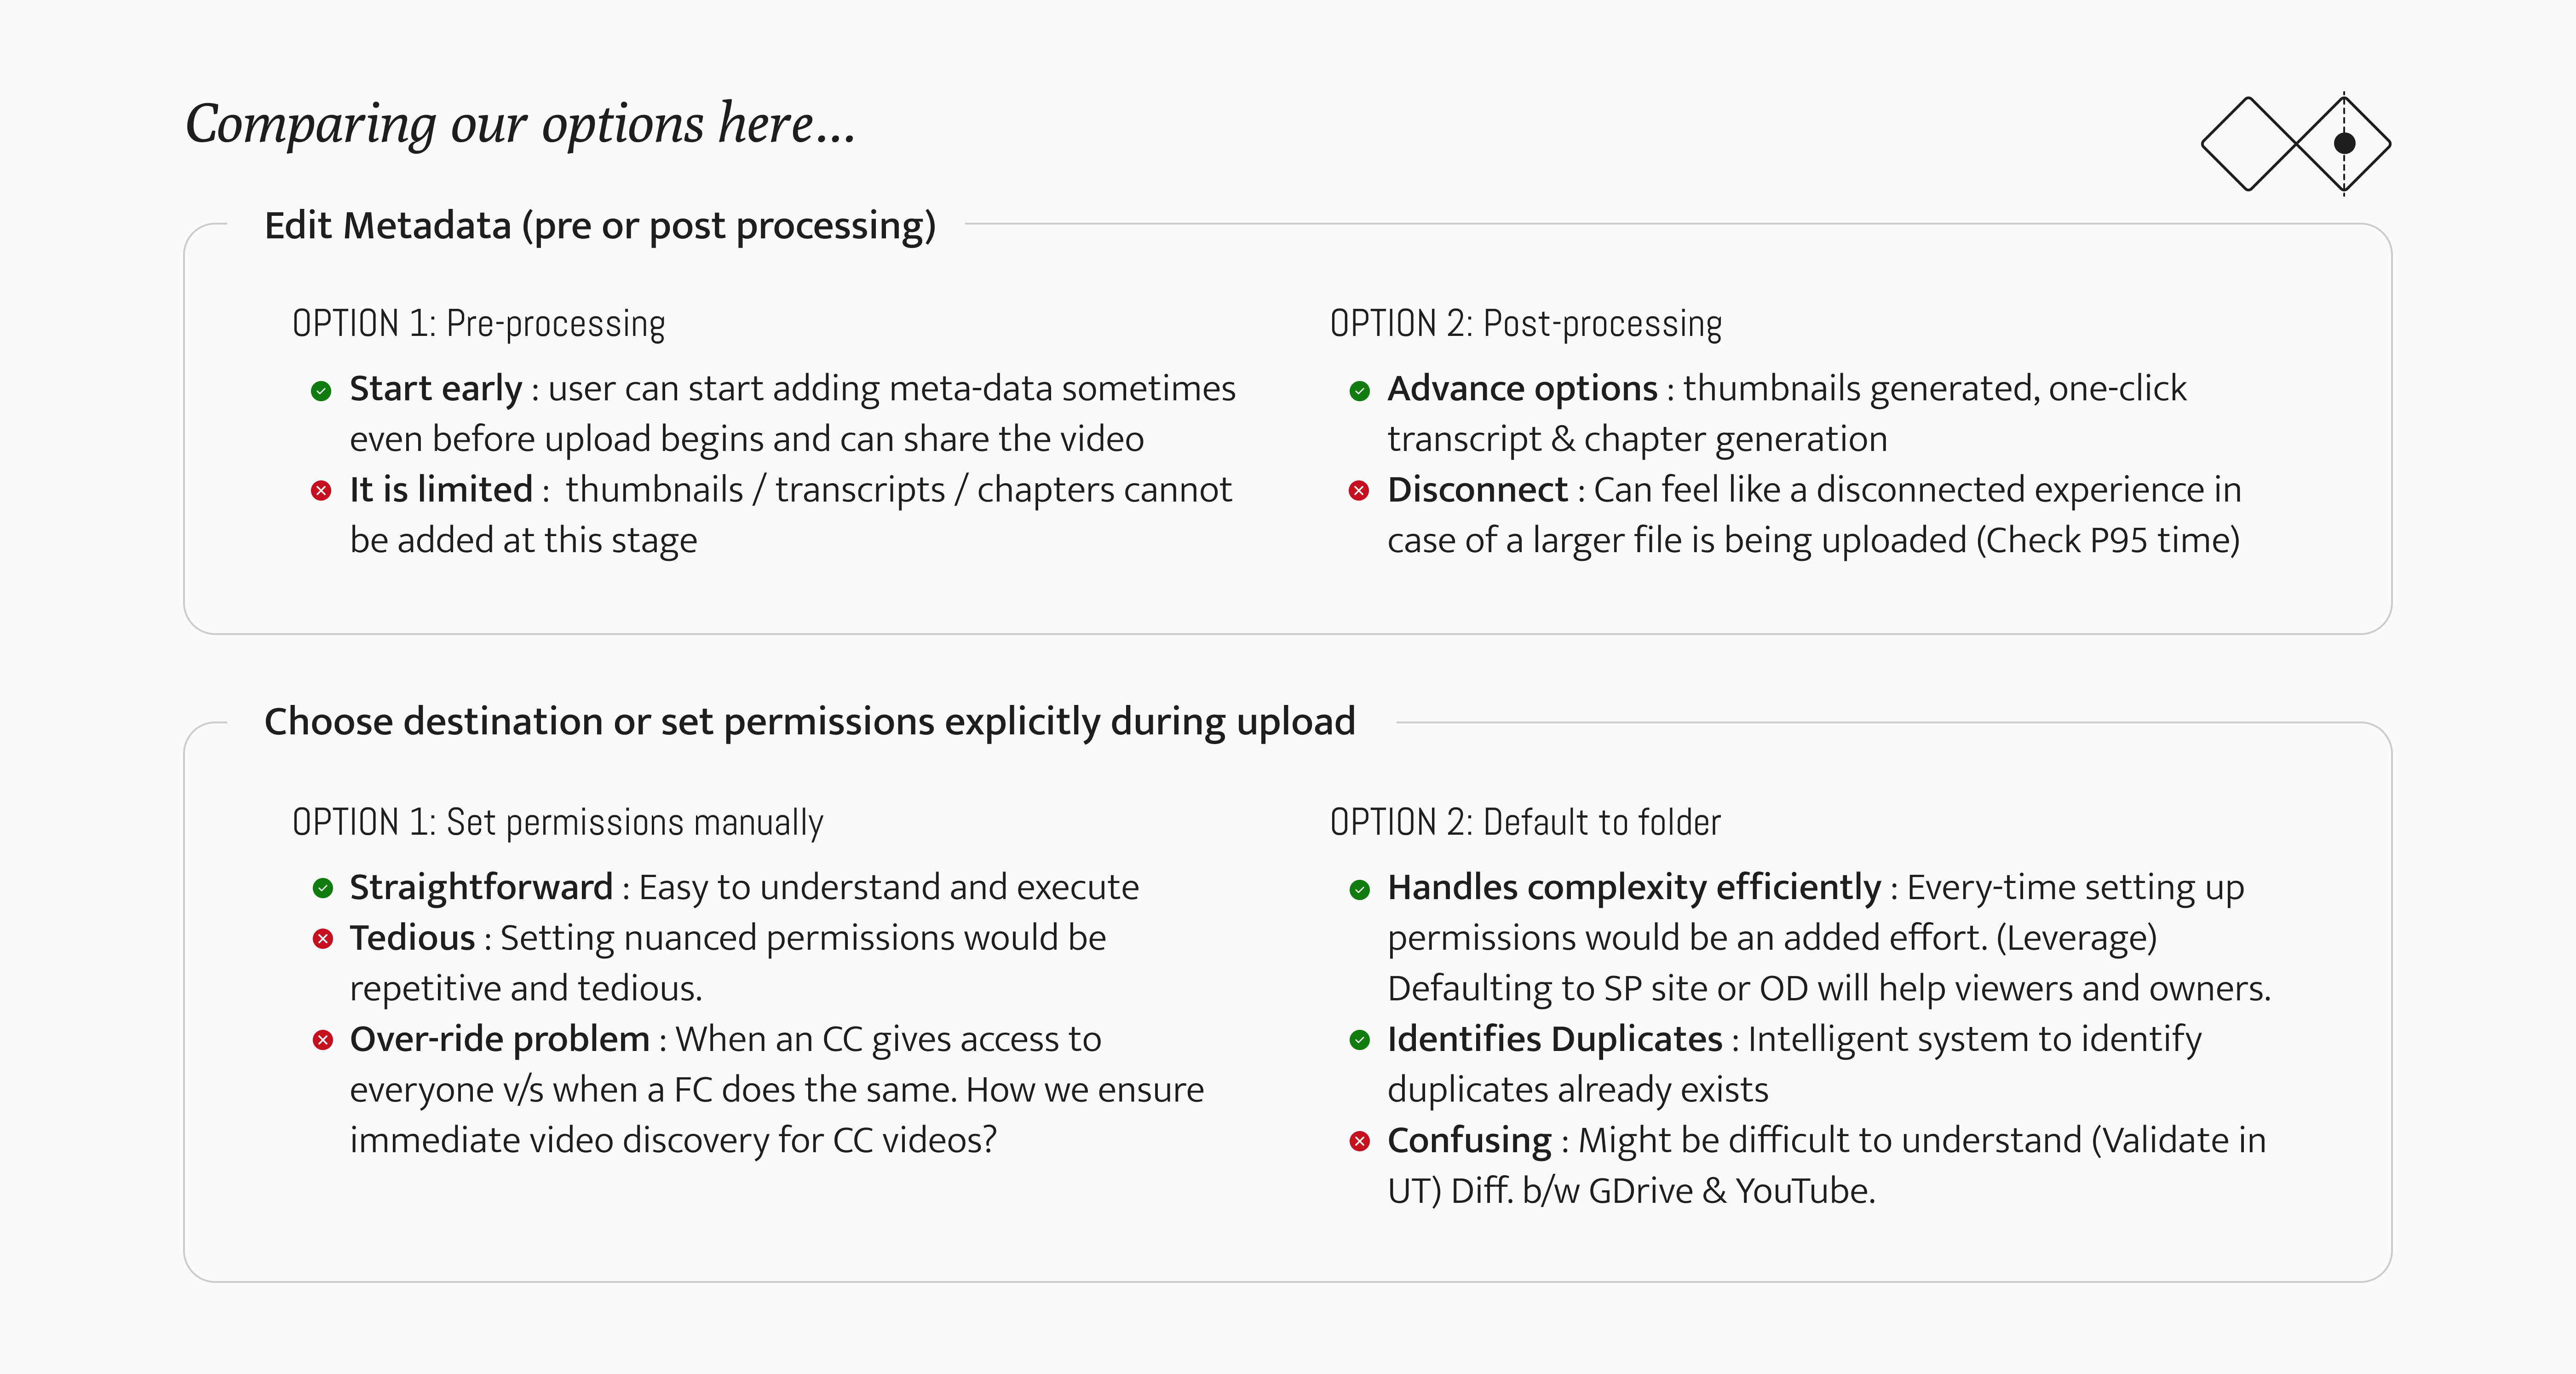 Comparing our options here...
Edit Metadata (pre or post processing)
OPTION 1: Pre-processing
Start early : user can start adding meta-data sometimes
even before upload begins and can share the video
It is limited :  thumbnails / transcripts / chapters cannot
be added at this stage
OPTION 2: Post-processing
Advance options : thumbnails generated, one-click
transcript & chapter generation
Disconnect : Can feel like a disconnected experience in
case of a larger file is being uploaded (Check P95 time)
Choose destination or set permissions explicitly during upload
OPTION 1: Set permissions manually
Straightforward : Easy to understand and execute
Tedious : Setting nuanced permissions would be
repetitive and tedious.
Over-ride problem : When an CC gives access to
everyone v/s when a FC does the same. How we ensure
immediate video discovery for CC videos?
OPTION 2: Default to folder
Handles complexity efficiently : Every-time setting up
permissions would be an added effort. (Leverage)
Defaulting to SP site or OD will help viewers and owners.
Identifies Duplicates : Intelligent system to identify
duplicates already exists
Confusing : Might be difficult to understand (Validate in
UT) Diff. b/w GDrive & YouTube.